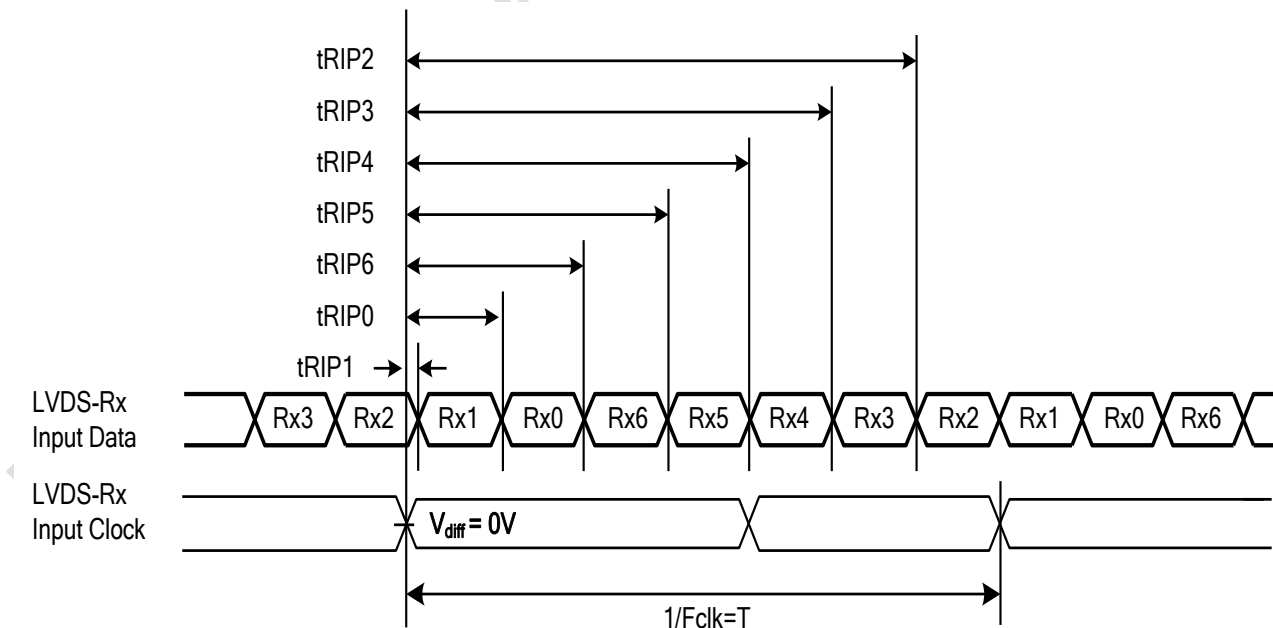 tRIP2
tRIP3
tRIP4
tRIP5
tRIP6
tRIP0
tRIP1
LVDS-Rx
Input Data
Rx3 Rx2 Rx1 Rx0 Rx6 Rx5 Rx4 Rx3 Rx2 Rx1 Rx0 Rx6
LVDS-Rx
Input Clock
Vdiff = 0V
1/Fclk=T